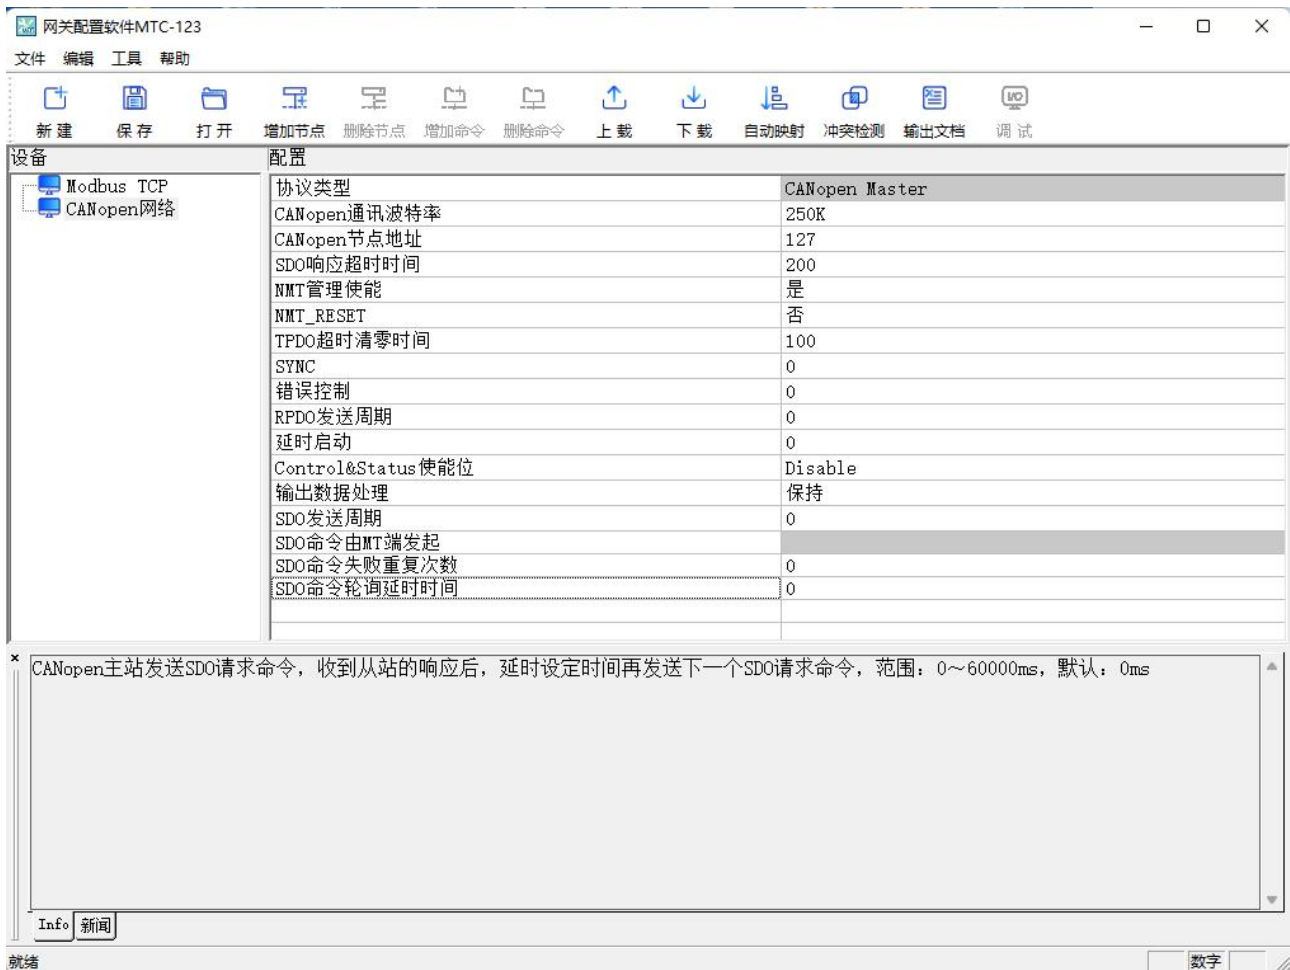 网关配置软件MTC-123
文件 编辑 工具 帮助
新建 保存 打开 增加节点 删除节点 增加命令 删除命令 上载 下载 自动映射 冲突检测 输出文档 I/O 调试
设备 配置
Modbus TCP
CANopen网络
协议类型 CANopen Master
CANopen通讯波特率 250K
CANopen节点地址 127
SDO响应超时时间 200
NMT管理使能 是
NMT_RESET 否
TPDO超时清零时间 100
SYNC 0
错误控制 0
RPDO发送周期 0
延时启动 0
Control&Status使能位 Disable
输出数据处理 保持
SDO发送周期 0
SDO命令由MT端发起
SDO命令失败重复次数 0
SDO命令轮询延时时间 0
CANopen主站发送SDO请求命令，收到从站的响应后，延时设定时间再发送下一个SDO请求命令，范围：0～60000ms，默认：0ms
Info 新闻
就绪 数字